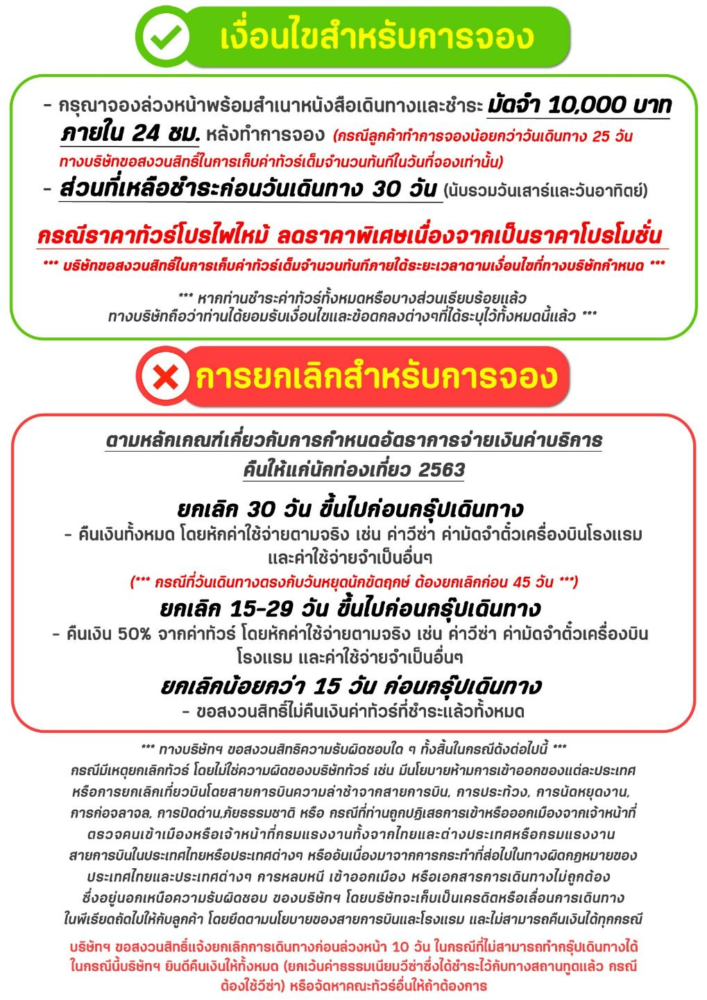 เงื่อนไขสำหรับการจอง
- กรุณาจองล่วงหน้าพร้อมสำเนาหนังสือเดินทางและชำระ มัดจำ 10,000 บาท
ภายใน 24 ชม. หลังทำการจอง (กรณีลูกค้าทำการจองน้อยกว่าวันเดินทาง 25 วัน
ทางบริษัทขอสงวนสิทธิ์ในการเก็บค่าทัวร์เต็มจำนวนทันทีในวันที่จองเท่านั้น)
- ส่วนที่เหลือชำระก่อนวันเดินทาง 30 วัน (นับรวมวันเสาร์และวันอาทิตย์)
กรณีราคาทัวร์โปรไฟไหม้ ลดราคาพิเศษเนื่องจากเป็นราคาโปรโมชั่น
*** บริษัทขอสงวนสิทธิ์ในการเก็บค่าทัวร์เต็มจำนวนทันทีภายใต้ระยะเวลาตามเงื่อนไขที่ทางบริษัทกำหนด ***
*** หากท่านชำระค่าทัวร์ทั้งหมดหรือบางส่วนเรียบร้อยแล้ว
ทางบริษัทถือว่าท่านได้ยอมรับเงื่อนไขและข้อตกลงต่างๆที่ได้ระบุไว้ทั้งหมดนี้แล้ว ***
การยกเลิกสำหรับการจอง
ตามหลักเกณฑ์เกี่ยวกับการกำหนดอัตราการจ่ายเงินค่าบริการ
คืนให้แก่นักท่องเที่ยว 2563
ยกเลิก 30 วัน ขึ้นไปก่อนกรุ๊ปเดินทาง
- คืนเงินทั้งหมด โดยหักค่าใช้จ่ายตามจริง เช่น ค่าวีซ่า ค่ามัดจำตั๋วเครื่องบินโรงแรม
และค่าใช้จ่ายจำเป็นอื่นๆ
(*** กรณีที่วันเดินทางตรงกับวันหยุดนักขัตฤกษ์ ต้องยกเลิกก่อน 45 วัน ***)
ยกเลิก 15-29 วัน ขึ้นไปก่อนกรุ๊ปเดินทาง
- คืนเงิน 50% จากค่าทัวร์ โดยหักค่าใช้จ่ายตามจริง เช่น ค่าวีซ่า ค่ามัดจำตั๋วเครื่องบิน
โรงแรม และค่าใช้จ่ายจำเป็นอื่นๆ
ยกเลิกน้อยกว่า 15 วัน ก่อนกรุ๊ปเดินทาง
- ขอสงวนสิทธิ์ไม่คืนเงินค่าทัวร์ที่ชำระแล้วทั้งหมด
*** ทางบริษัทฯ ขอสงวนสิทธิความรับผิดชอบใด ๆ ทั้งสิ้นในกรณีดังต่อไปนี้ ***
กรณีมีเหตุยกเลิกทัวร์ โดยไม่ใช่ความผิดของบริษัททัวร์ เช่น มีนโยบายห้ามการเข้าออกของแต่ละประเทศ
หรือการยกเลิกเที่ยวบินโดยสายการบินความล่าช้าจากสายการบิน, การประท้วง, การนัดหยุดงาน,
การก่อจลาจล, การปิดด่าน,ภัยธรรมชาติ หรือ กรณีที่ท่านถูกปฏิเสธการเข้าหรือออกเมืองจากเจ้าหน้าที่
ตรวจคนเข้าเมืองหรือเจ้าหน้าที่กรมแรงงานทั้งจากไทยและต่างประเทศหรือกรมแรงงาน
สายการบินในประเทศไทยหรือประเทศต่างๆ หรืออันเนื่องมาจากการกระทำที่ส่อไปในทางผิดกฎหมายของ
ประเทศไทยและประเทศต่างๆ การหลบหนี เข้าออกเมือง หรือเอกสารการเดินทางไม่ถูกต้อง
ซึ่งอยู่นอกเหนือความรับผิดชอบ ของบริษัทฯ โดยบริษัทจะเก็บเป็นเครดิตหรือเลื่อนการเดินทาง
ในพีเรียดถัดไปให้กับลูกค้า โดยยึดตามนโยบายของสายการบินและโรงแรม และไม่สามารถคืนเงินได้ทุกกรณี
บริษัทฯ ขอสงวนสิทธิ์แจ้งยกเลิกการเดินทางก่อนล่วงหน้า 10 วัน ในกรณีที่ไม่สามารถทำกรุ๊ปเดินทางได้
ในกรณีนี้บริษัทฯ ยินดีคืนเงินให้ทั้งหมด (ยกเว้นค่าธรรมเนียมวีซ่าซึ่งได้ชำระไว้กับทางสถานทูตแล้ว กรณี
ต้องใช้วีซ่า) หรือจัดหาคณะทัวร์อื่นให้ถ้าต้องการ